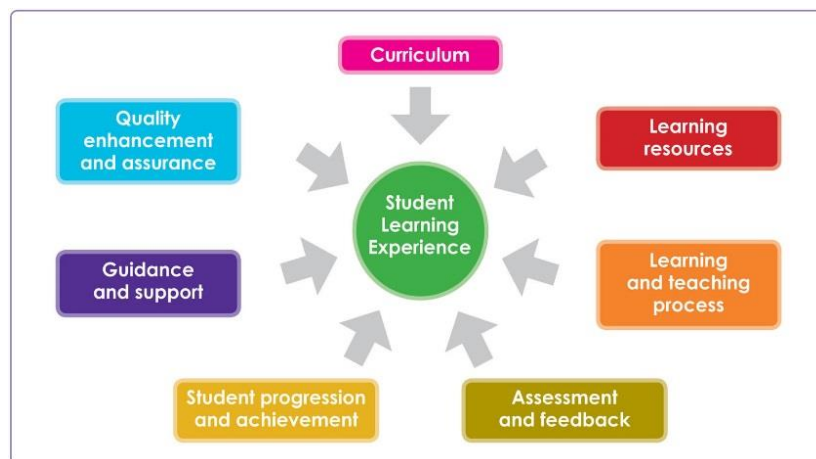 Curriculum
Quality
enhancement
and assurance
Learning
resources
Student
Learning
Experience
Guidance
and support
Learning
and teaching
process
Student progression
and achievement
Assessment
and feedback